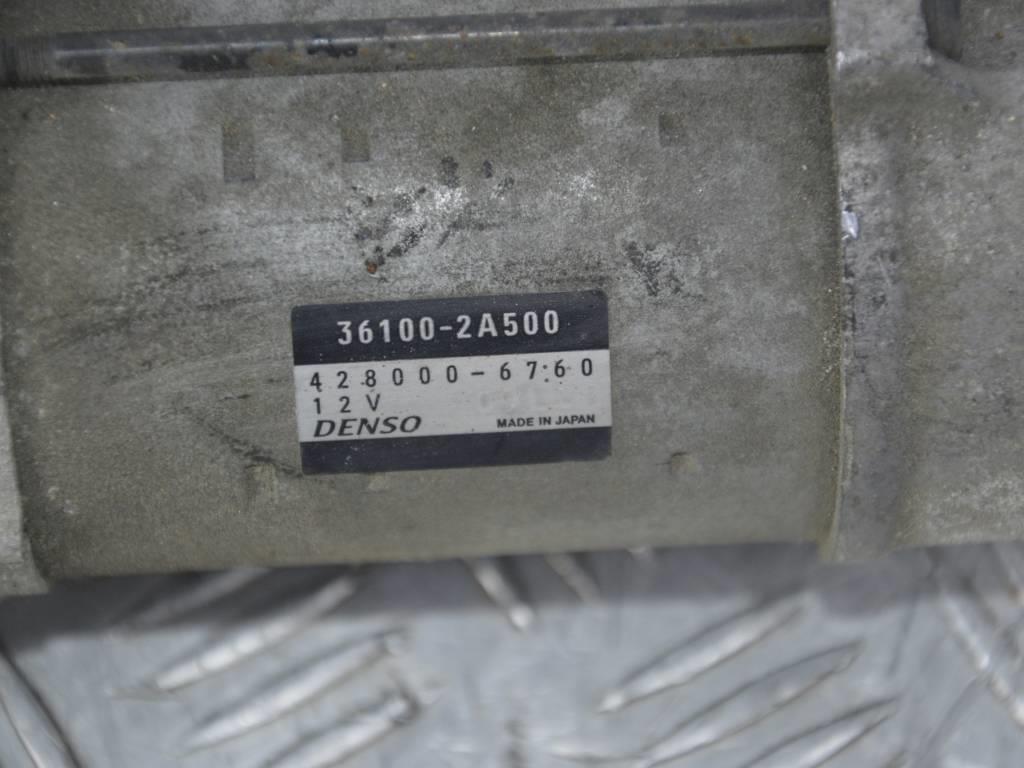 36100-2A500
428000-6760
12V
DENSO MADE IN JAPAN